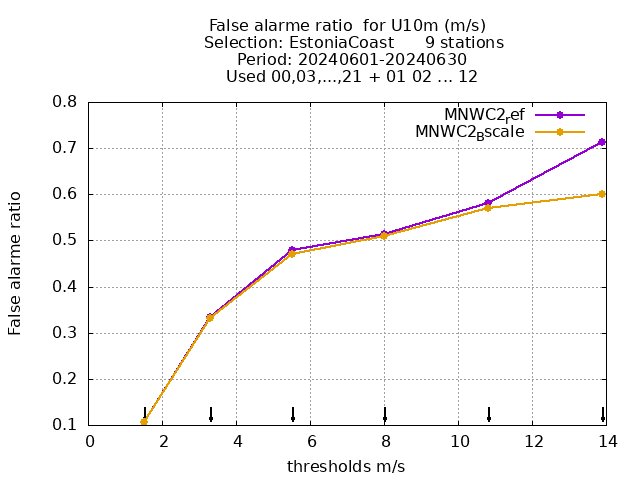 False alarme ratio  for U10m (m/s)
Selection: EstoniaCoast      9 stations
Period: 20240601-20240630
Used 00,03,...,21 + 01 02 ... 12
MNWC2ref
MNWC2Bscale
0.8
0.7
0.6
0.5
0.4
0.3
0.2
0.1
False alarme ratio
0 2 4 6 8 10 12 14
thresholds m/s